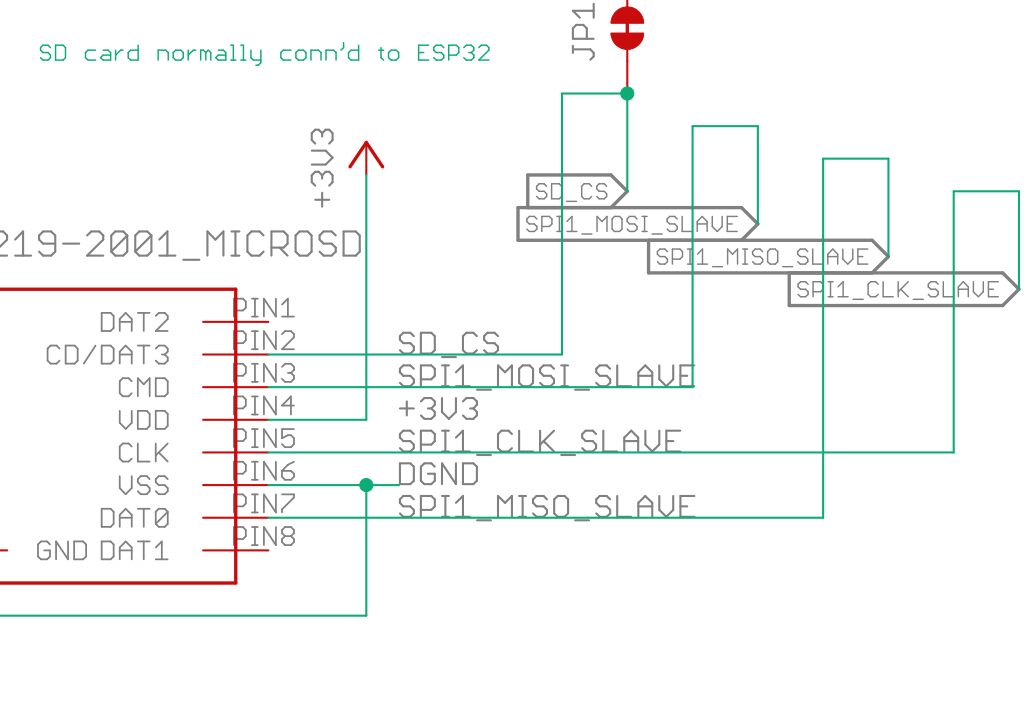 JP1
SD card normally conn'd to ESP32
+3V3
SD_CS
SPI1_MOSI_SLAVE
219-2001_MICROSD
SPI1_MISO_SLAVE
SPI1_CLK_SLAVE
DAT2 PIN1
CD/DAT3 PIN2 SD_CS
CMD PIN3 SPI1_MOSI_SLAVE
VDD PIN4 +3V3
CLK PIN5 SPI1_CLK_SLAVE
VSS PIN6 DGND
DAT0 PIN7 SPI1_MISO_SLAVE
GND DAT1 PIN8